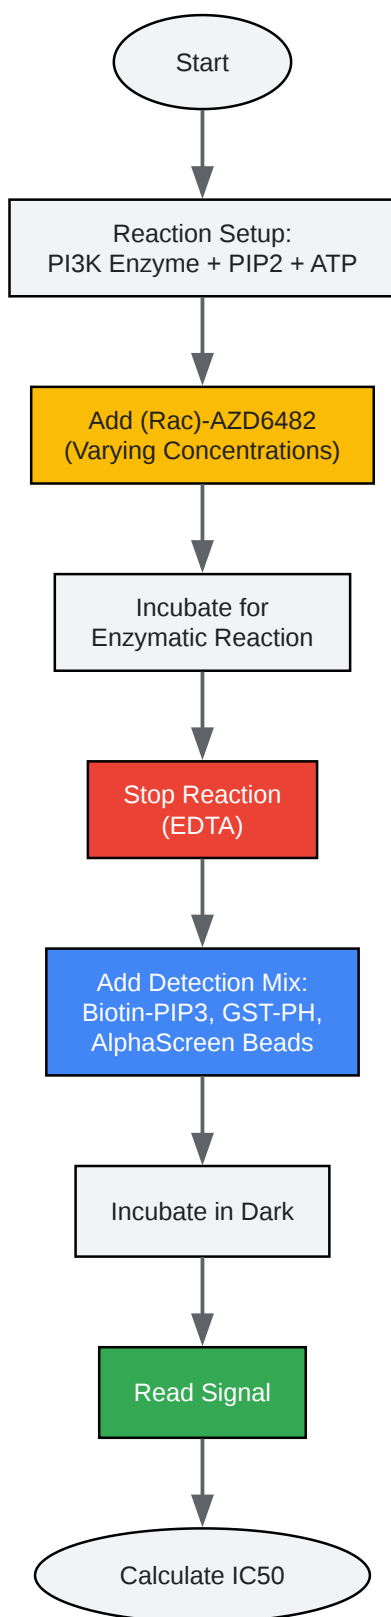 Start
Reaction Setup:
PI3K Enzyme + PIP2 + ATP
Add (Rac)-AZD6482
(Varying Concentrations)
Incubate for
Enzymatic Reaction
Stop Reaction
(EDTA)
Add Detection Mix:
Biotin-PIP3, GST-PH,
AlphaScreen Beads
Incubate in Dark
Read Signal
Calculate IC50